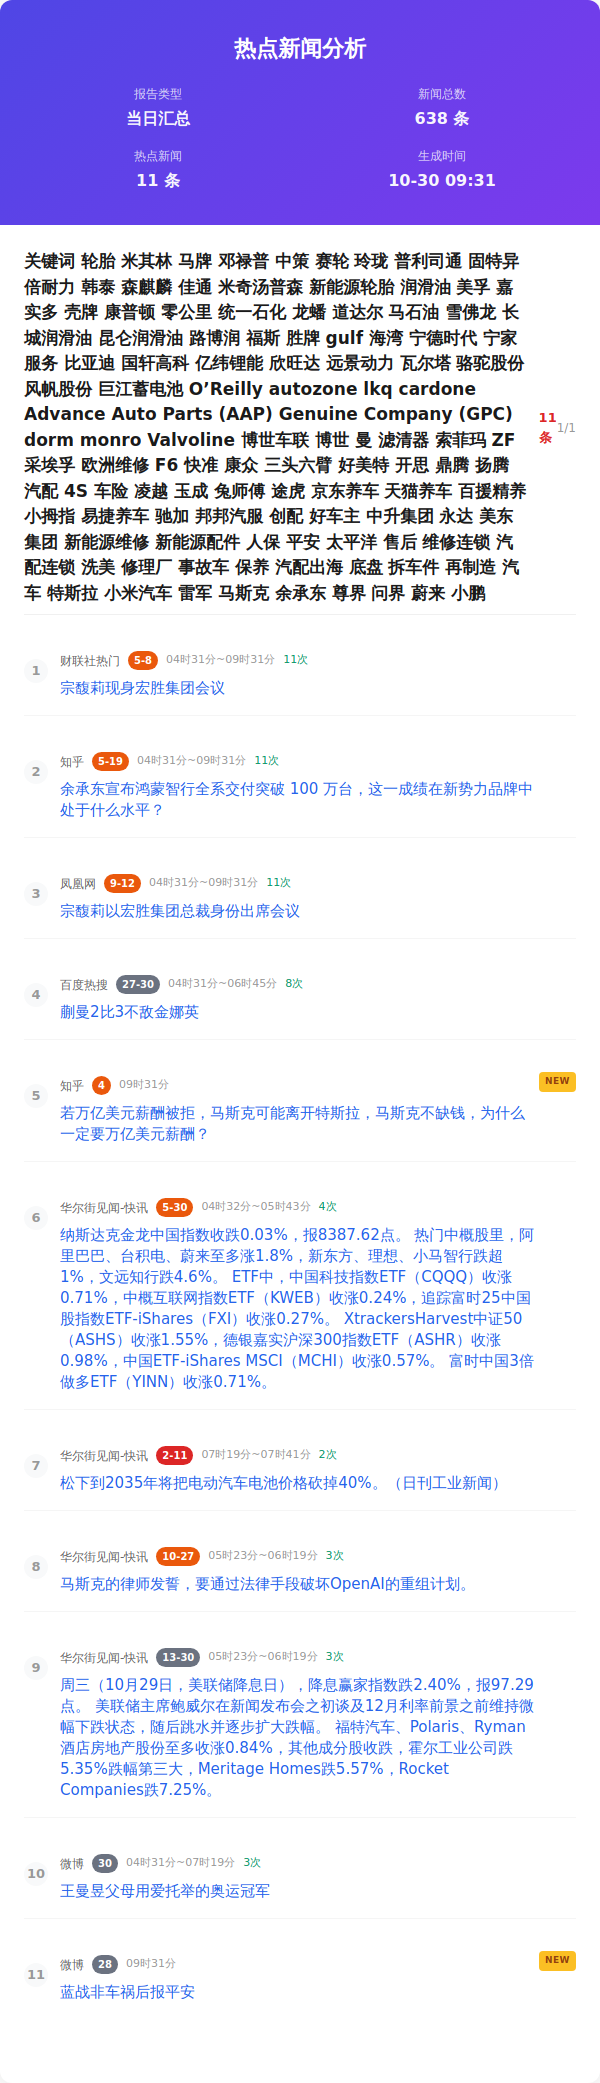 热点新闻分析
报告类型
当日汇总
新闻总数
638 条
热点新闻
11 条
生成时间
10-30 09:31
关键词 轮胎 米其林 马牌 邓禄普 中策 赛轮 玲珑 普利司通 固特异
倍耐力 韩泰 森麒麟 佳通 米奇汤普森 新能源轮胎 润滑油 美孚 嘉
实多 壳牌 康普顿 零公里 统一石化 龙蟠 道达尔 马石油 雪佛龙 长
城润滑油 昆仑润滑油 路博润 福斯 胜牌 gulf 海湾 宁德时代 宁家
服务 比亚迪 国轩高科 亿纬锂能 欣旺达 远景动力 瓦尔塔 骆驼股份
风帆股份 巨江蓄电池 O’Reilly autozone lkq cardone
Advance Auto Parts (AAP) Genuine Company (GPC)
dorm monro Valvoline 博世车联 博世 曼 滤清器 索菲玛 ZF
采埃孚 欧洲维修 F6 快准 康众 三头六臂 好美特 开思 鼎腾 扬腾
汽配 4S 车险 凌越 玉成 兔师傅 途虎 京东养车 天猫养车 百援精养
小拇指 易捷养车 驰加 邦邦汽服 创配 好车主 中升集团 永达 美东
集团 新能源维修 新能源配件 人保 平安 太平洋 售后 维修连锁 汽
配连锁 洗美 修理厂 事故车 保养 汽配出海 底盘 拆车件 再制造 汽
车 特斯拉 小米汽车 雷军 马斯克 余承东 尊界 问界 蔚来 小鹏
11
条
1/1
1
财联社热门 5-8 04时31分~09时31分 11次
宗馥莉现身宏胜集团会议
2
知乎 5-19 04时31分~09时31分 11次
余承东宣布鸿蒙智行全系交付突破 100 万台，这一成绩在新势力品牌中
处于什么水平？
3
凤凰网 9-12 04时31分~09时31分 11次
宗馥莉以宏胜集团总裁身份出席会议
4
百度热搜 27-30 04时31分~06时45分 8次
蒯曼2比3不敌金娜英
5
知乎 4 09时31分
NEW
若万亿美元薪酬被拒，马斯克可能离开特斯拉，马斯克不缺钱，为什么
一定要万亿美元薪酬？
6
华尔街见闻-快讯 5-30 04时32分~05时43分 4次
纳斯达克金龙中国指数收跌0.03%，报8387.62点。 热门中概股里，阿
里巴巴、台积电、蔚来至多涨1.8%，新东方、理想、小马智行跌超
1%，文远知行跌4.6%。 ETF中，中国科技指数ETF（CQQQ）收涨
0.71%，中概互联网指数ETF（KWEB）收涨0.24%，追踪富时25中国
股指数ETF-iShares（FXI）收涨0.27%。 XtrackersHarvest中证50
（ASHS）收涨1.55%，德银嘉实沪深300指数ETF（ASHR）收涨
0.98%，中国ETF-iShares MSCI（MCHI）收涨0.57%。 富时中国3倍
做多ETF（YINN）收涨0.71%。
7
华尔街见闻-快讯 2-11 07时19分~07时41分 2次
松下到2035年将把电动汽车电池价格砍掉40%。（日刊工业新闻）
8
华尔街见闻-快讯 10-27 05时23分~06时19分 3次
马斯克的律师发誓，要通过法律手段破坏OpenAI的重组计划。
9
华尔街见闻-快讯 13-30 05时23分~06时19分 3次
周三（10月29日，美联储降息日），降息赢家指数跌2.40%，报97.29
点。 美联储主席鲍威尔在新闻发布会之初谈及12月利率前景之前维持微
幅下跌状态，随后跳水并逐步扩大跌幅。 福特汽车、Polaris、Ryman
酒店房地产股份至多收涨0.84%，其他成分股收跌，霍尔工业公司跌
5.35%跌幅第三大，Meritage Homes跌5.57%，Rocket
Companies跌7.25%。
10
微博 30 04时31分~07时19分 3次
王曼昱父母用爱托举的奥运冠军
11
微博 28 09时31分
NEW
蓝战非车祸后报平安